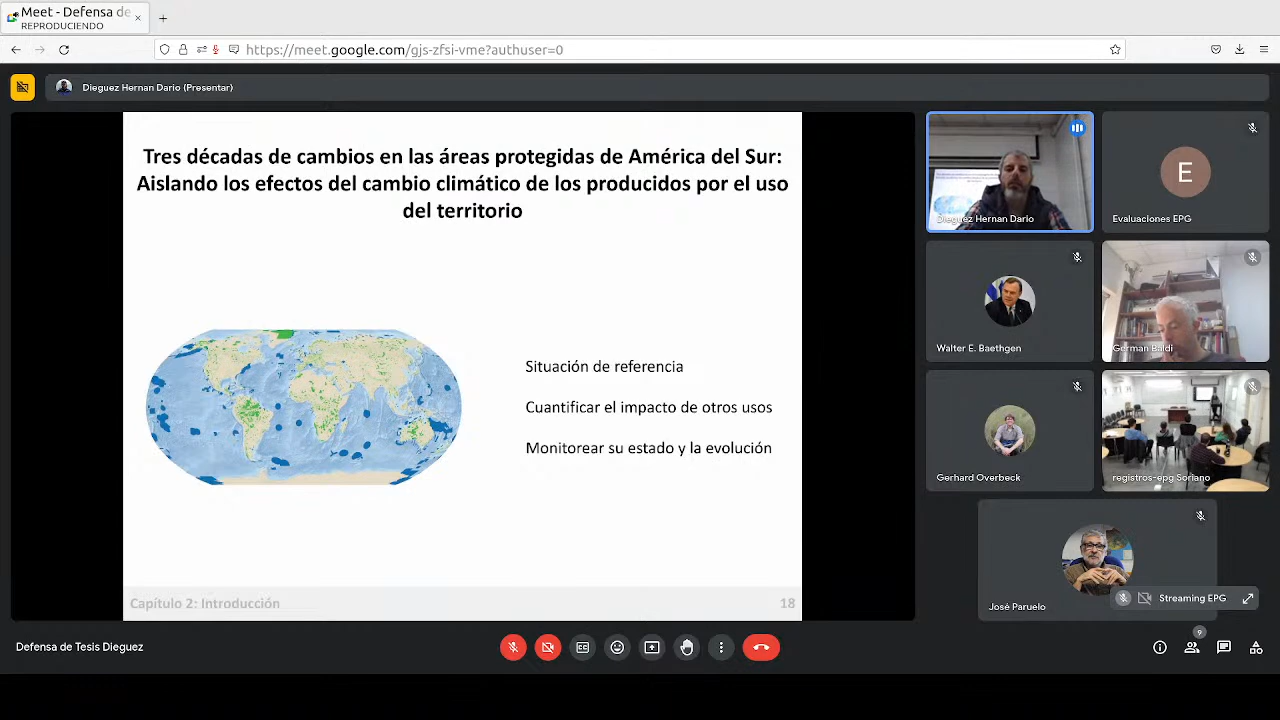 Meet - Defensa de
REPRODUCIENDO
https://meet.google.com/gjs-zfsi-vme?authuser=0
Dieguez Hernan Dario (Presentar)
Tres décadas de cambios en las áreas protegidas de América del Sur:
Aislando los efectos del cambio climático de los producidos por el uso
del territorio
Situación de referencia
Cuantificar el impacto de otros usos
Monitorear su estado y la evolución
Capítulo 2: Introducción
18
Dieguez Hernan Dario
E
Evaluaciones EPG
Walter E. Baethgen
German Baldi
Gerhard Overbeck
registros-epg Soriano
José Paruelo
Streaming EPG
Defensa de Tesis Dieguez
9